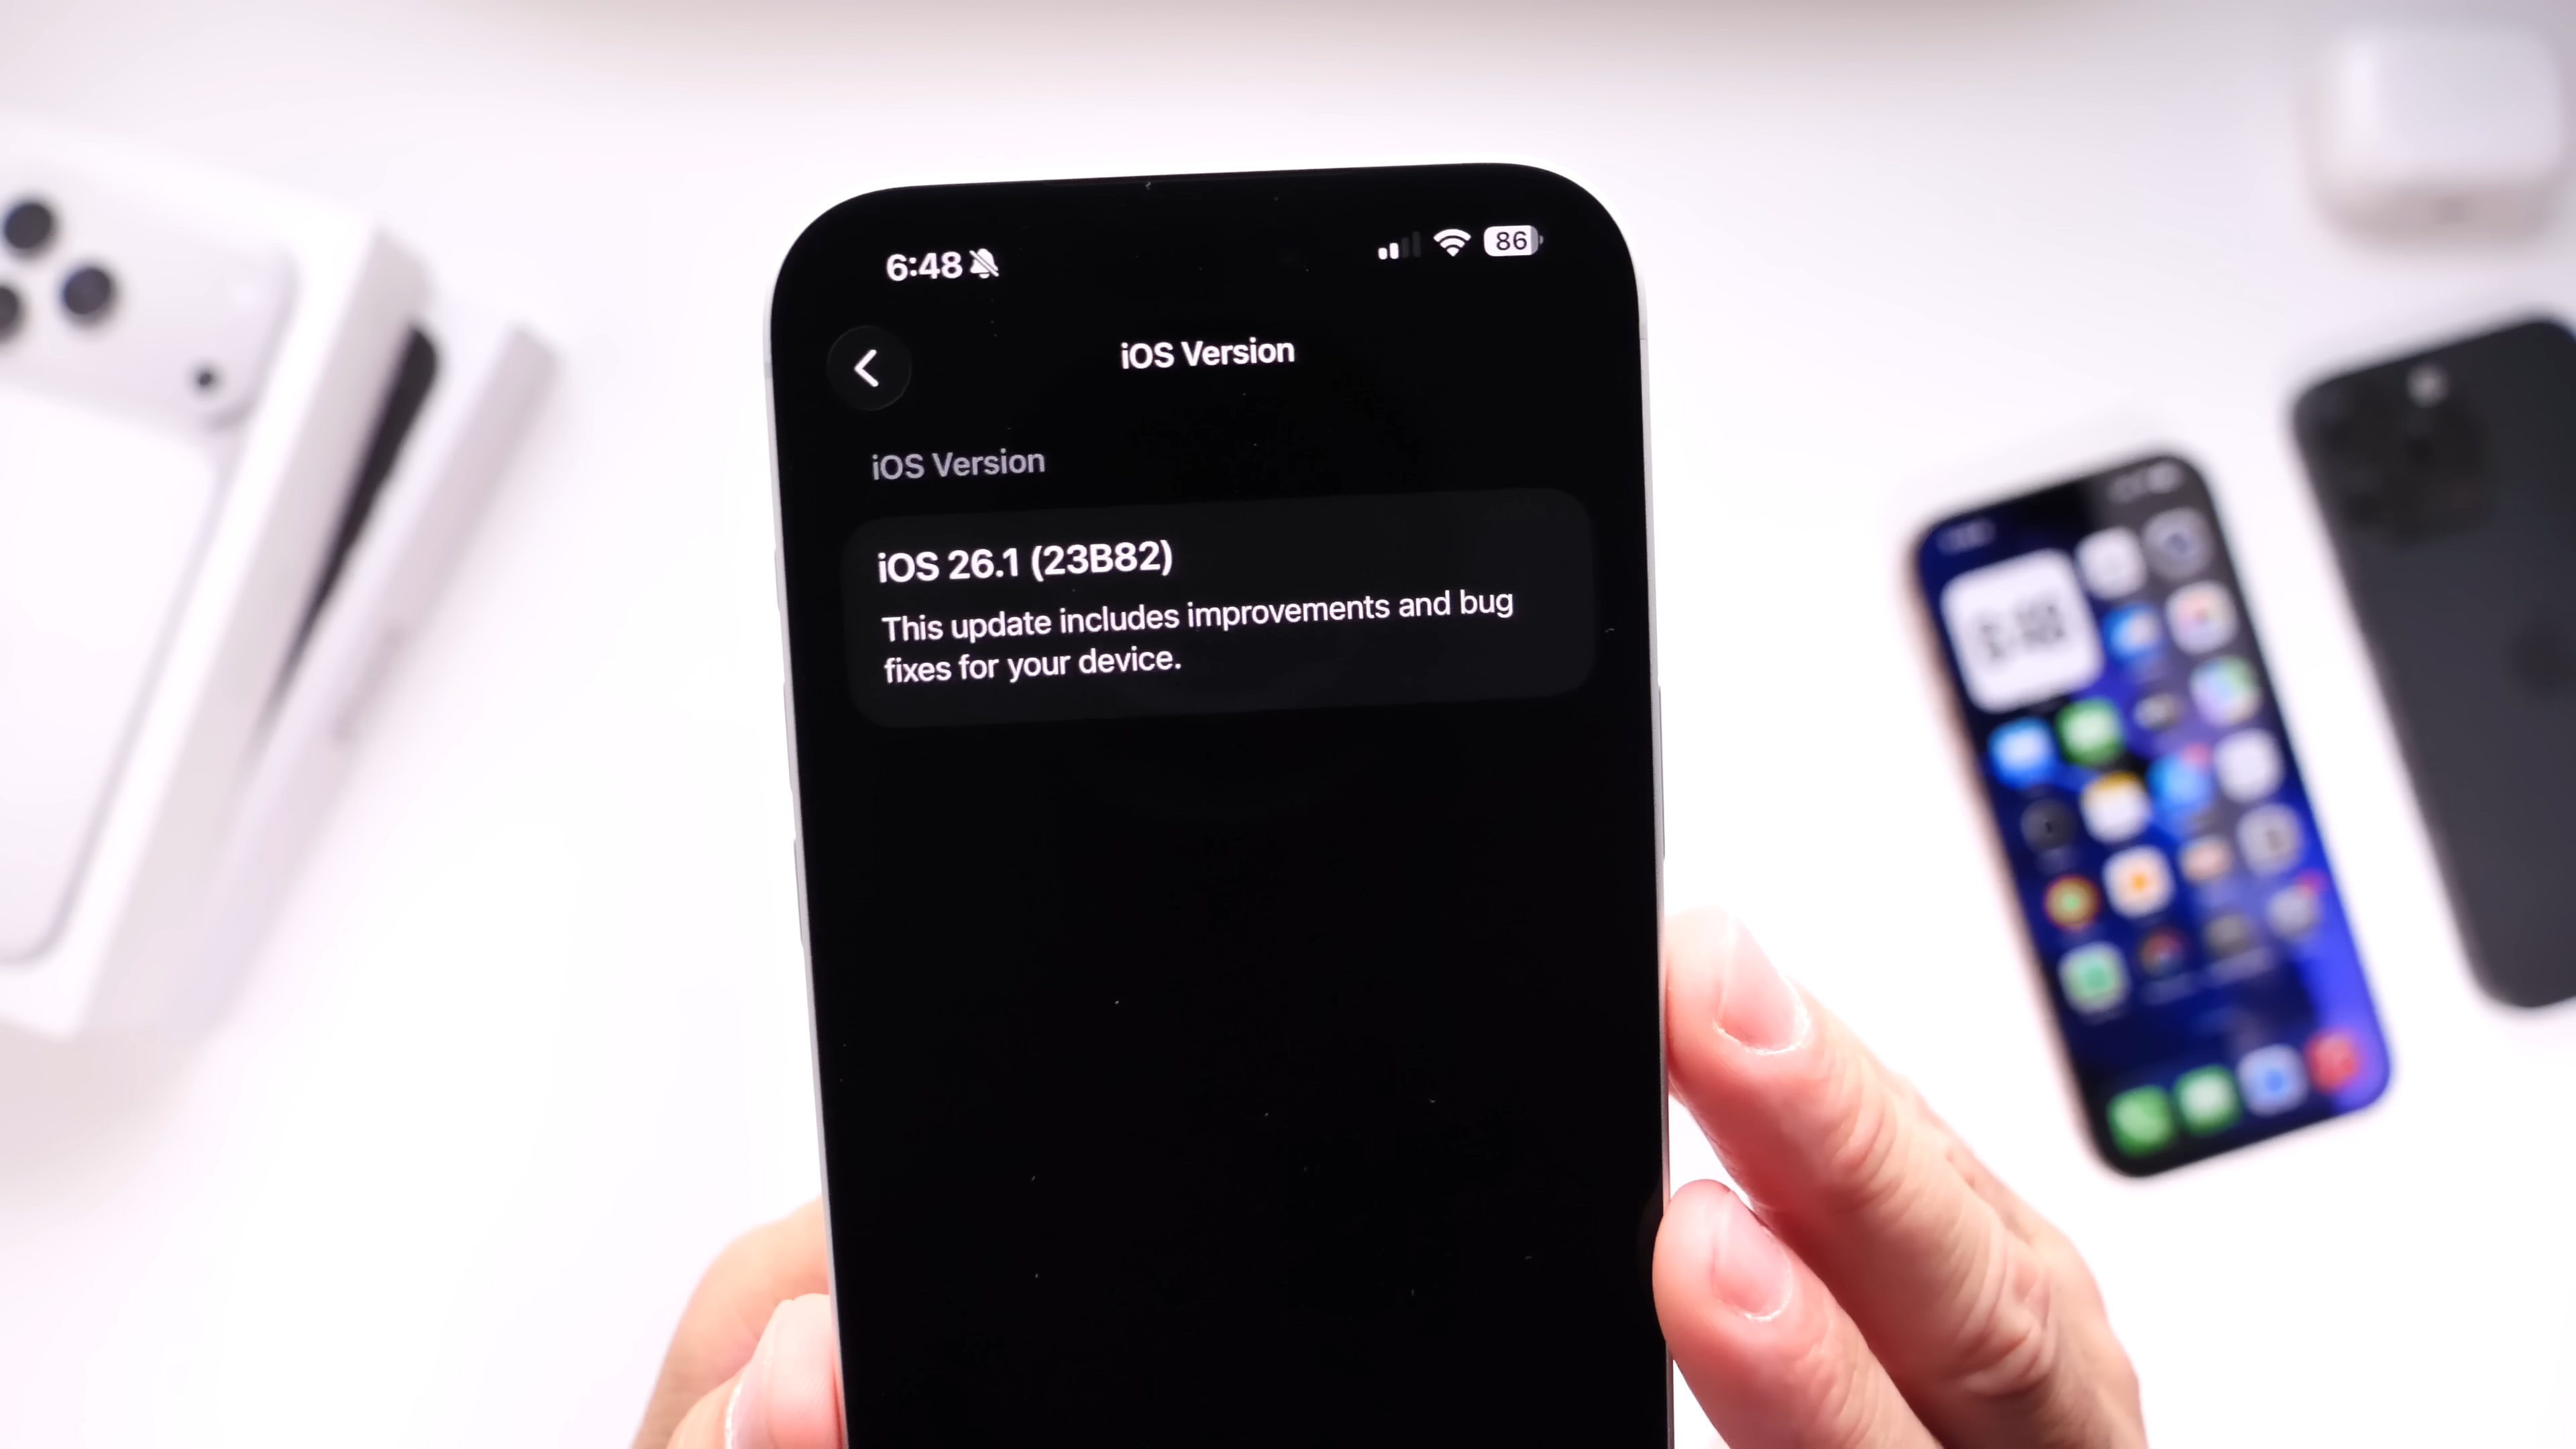 6:48
86
iOS Version
iOS Version
iOS 26.1 (23B82)
This update includes improvements and bug
fixes for your device.